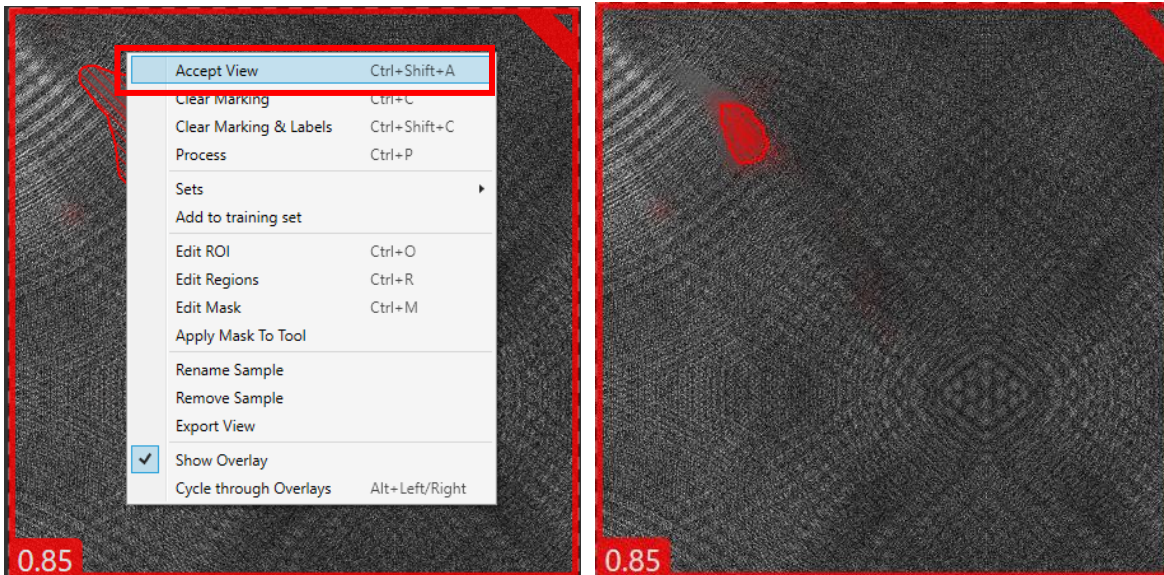 Accept View Ctrl+Shift+A
Clear Marking Ctrl+C
Clear Marking & Labels Ctrl+Shift+C
Process Ctrl+P
Sets
Add to training set
Edit ROI Ctrl+O
Edit Regions Ctrl+R
Edit Mask Ctrl+M
Apply Mask To Tool
Rename Sample
Remove Sample
Export View
Show Overlay
Cycle through Overlays Alt+Left/Right
0.85
0.85